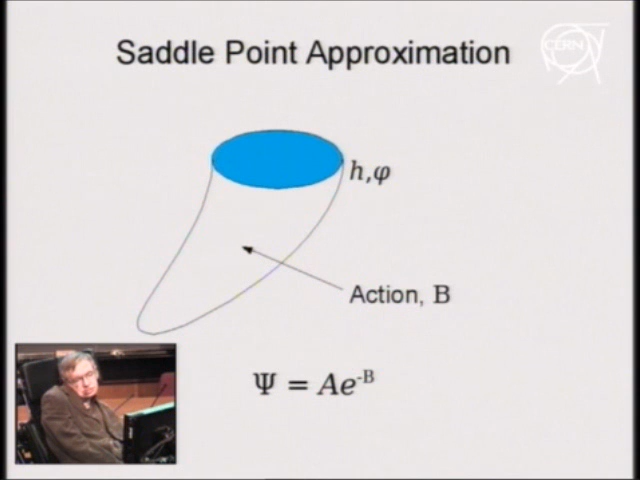 Saddle Point Approximation
CERN
h,φ
Action, B
Ψ = Ae^-B